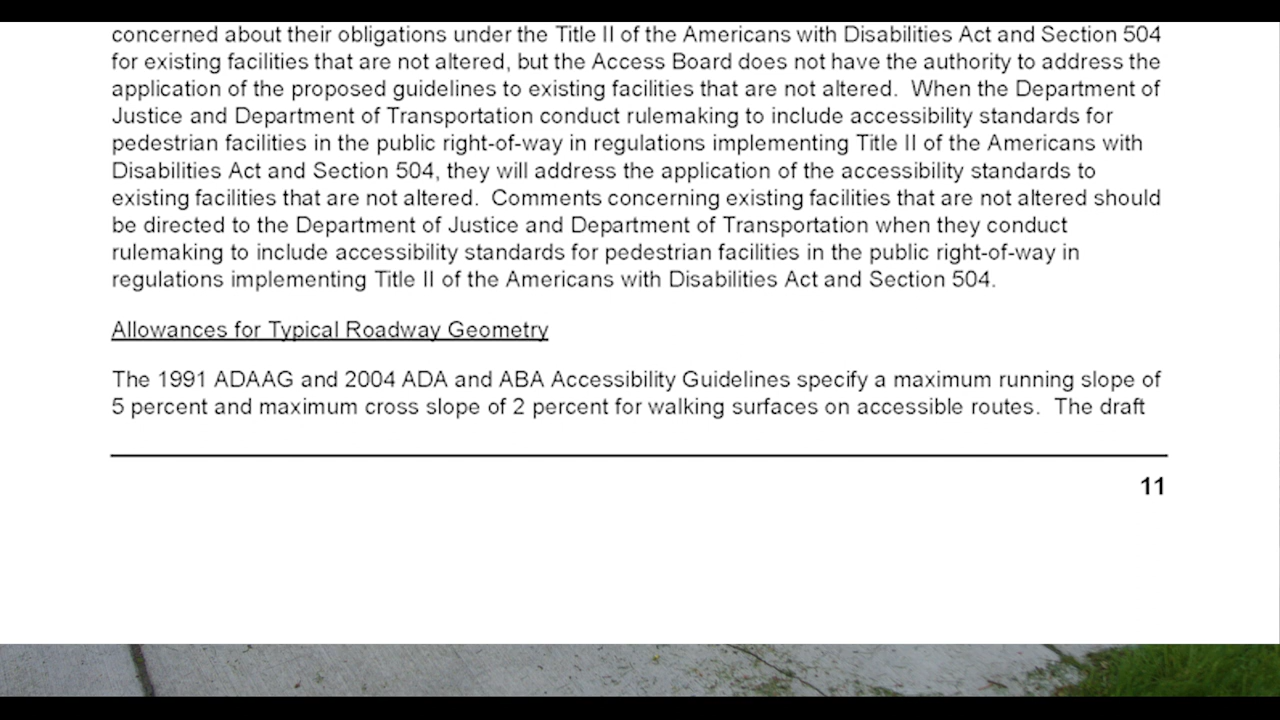 concerned about their obligations under the Title II of the Americans with Disabilities Act and Section 504
for existing facilities that are not altered, but the Access Board does not have the authority to address the
application of the proposed guidelines to existing facilities that are not altered.  When the Department of
Justice and Department of Transportation conduct rulemaking to include accessibility standards for
pedestrian facilities in the public right-of-way in regulations implementing Title II of the Americans with
Disabilities Act and Section 504, they will address the application of the accessibility standards to
existing facilities that are not altered.  Comments concerning existing facilities that are not altered should
be directed to the Department of Justice and Department of Transportation when they conduct
rulemaking to include accessibility standards for pedestrian facilities in the public right-of-way in
regulations implementing Title II of the Americans with Disabilities Act and Section 504.
Allowances for Typical Roadway Geometry
The 1991 ADAAG and 2004 ADA and ABA Accessibility Guidelines specify a maximum running slope of
5 percent and maximum cross slope of 2 percent for walking surfaces on accessible routes.  The draft
11